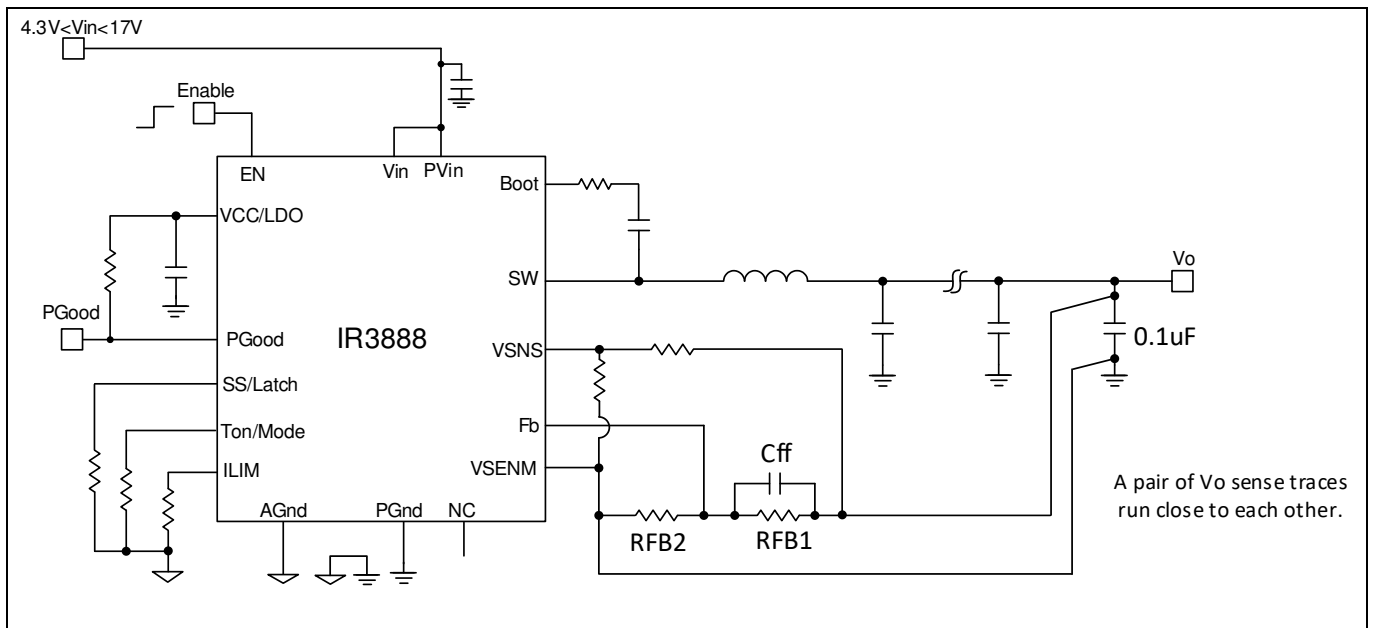 4.3V<Vin<17V
Enable
EN
Vin
PVin
Boot
VCC/LDO
SW
Vo
PGood
PGood
IR3888
VSNS
0.1uF
SS/Latch
Ton/Mode
Fb
ILIM
VSENM
Cff
A pair of Vo sense traces
run close to each other.
AGnd
PGnd
NC
RFB2
RFB1